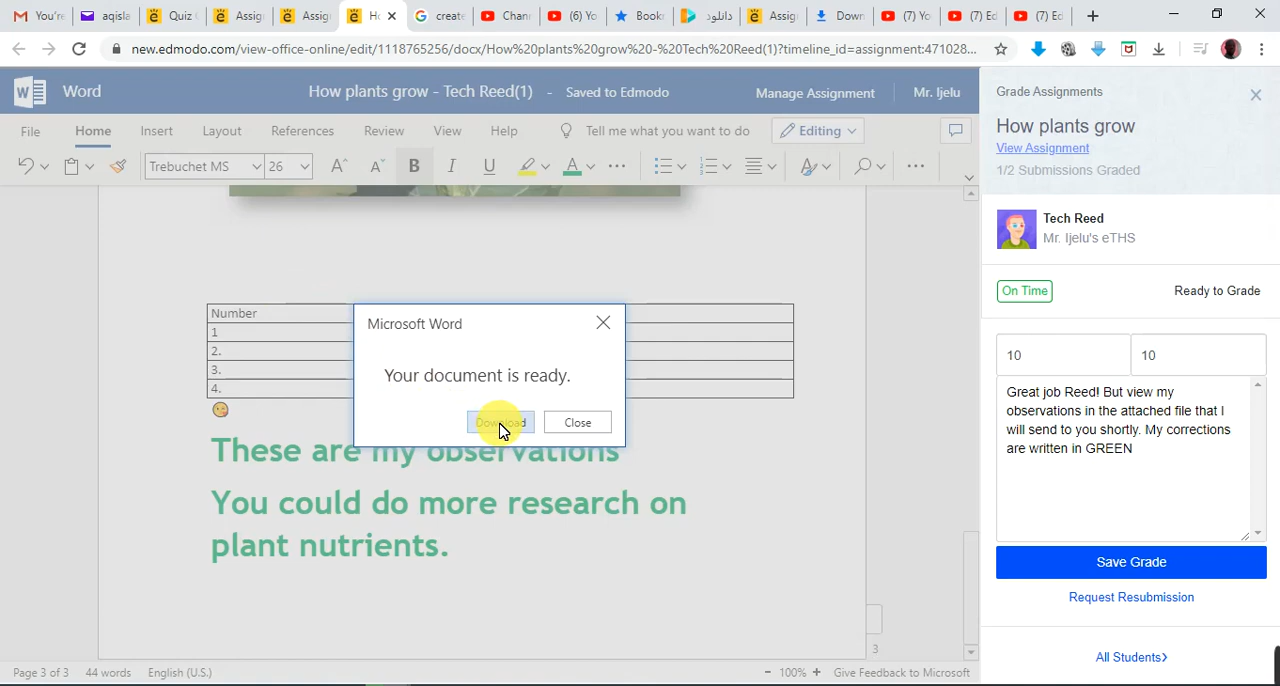 You're
aqisla
Quiz
Assig
Assig
Ho
create
Chann
(6) Yo
Book
دانلود
Assig
Down
(7) Yo
(7) Ed
(7) Ed
new.edmodo.com/view-office-online/edit/1118765256/docx/How%20plants%20grow%20-%20Tech%20Reed(1)?timeline_id=assignment:471028...
Word
How plants grow - Tech Reed(1) - Saved to Edmodo
Manage Assignment
Mr. Ijelu
File
Home
Insert
Layout
References
Review
View
Help
Tell me what you want to do
Editing
Trebuchet MS
26
Number
1
2.
3.
4.
Microsoft Word
Your document is ready.
Download
Close
These are my observations
You could do more research on
plant nutrients.
3
Page 3 of 3
44 words
English (U.S.)
- 100% +
Give Feedback to Microsoft
Grade Assignments
How plants grow
View Assignment
1/2 Submissions Graded
Tech Reed
Mr. Ijelu's eTHS
On Time
Ready to Grade
10
10
Great job Reed! But view my
observations in the attached file that I
will send to you shortly. My corrections
are written in GREEN
Save Grade
Request Resubmission
All Students>